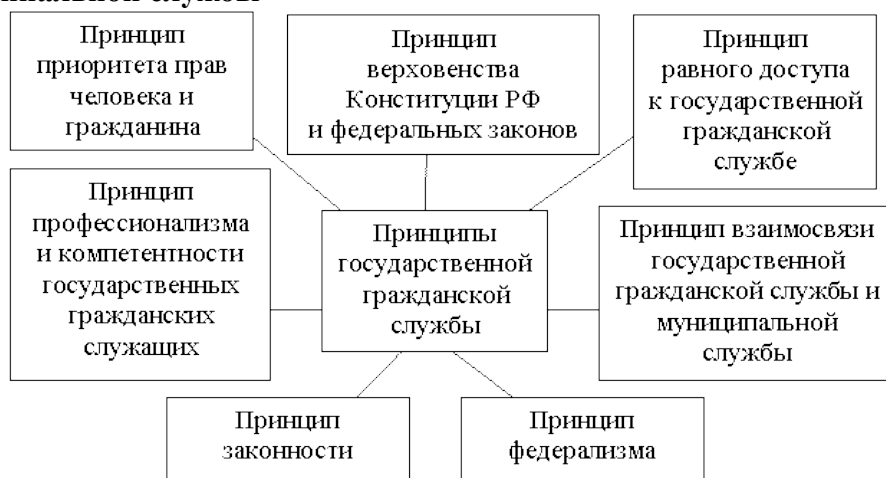 Принцип
приоритета прав
человека и
гражданина
Принцип
верховенства
Конституции РФ
и федеральных законов
Принцип
равного доступа
к государственной
гражданской
службе
Принцип
профессионализма
и компетентности
государственных
гражданских
служащих
Принципы
государственной
гражданской
службы
Принцип взаимосвязи
государственной
гражданской службы и
муниципальной
службы
Принцип
законности
Принцип
федерализма